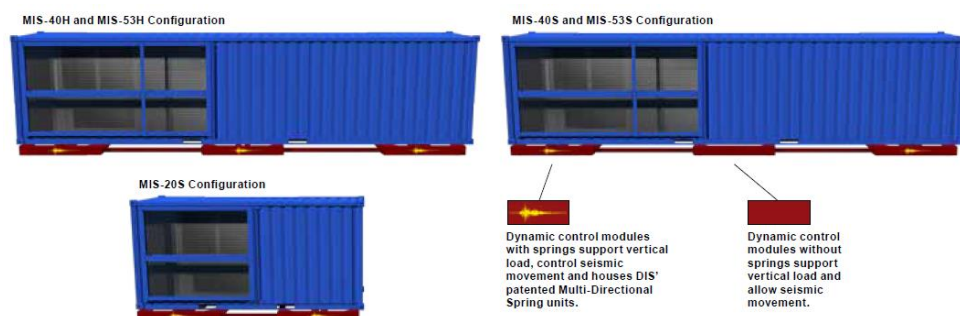 MIS-40H and MIS-53H Configuration
MIS-40S and MIS-53S Configuration
MIS-20S Configuration
Dynamic control modules
with springs support vertical
load, control seismic
movement and houses DIS'
patented Multi-Directional
Spring units.
Dynamic control
modules without
springs support
vertical load and
allow seismic
movement.